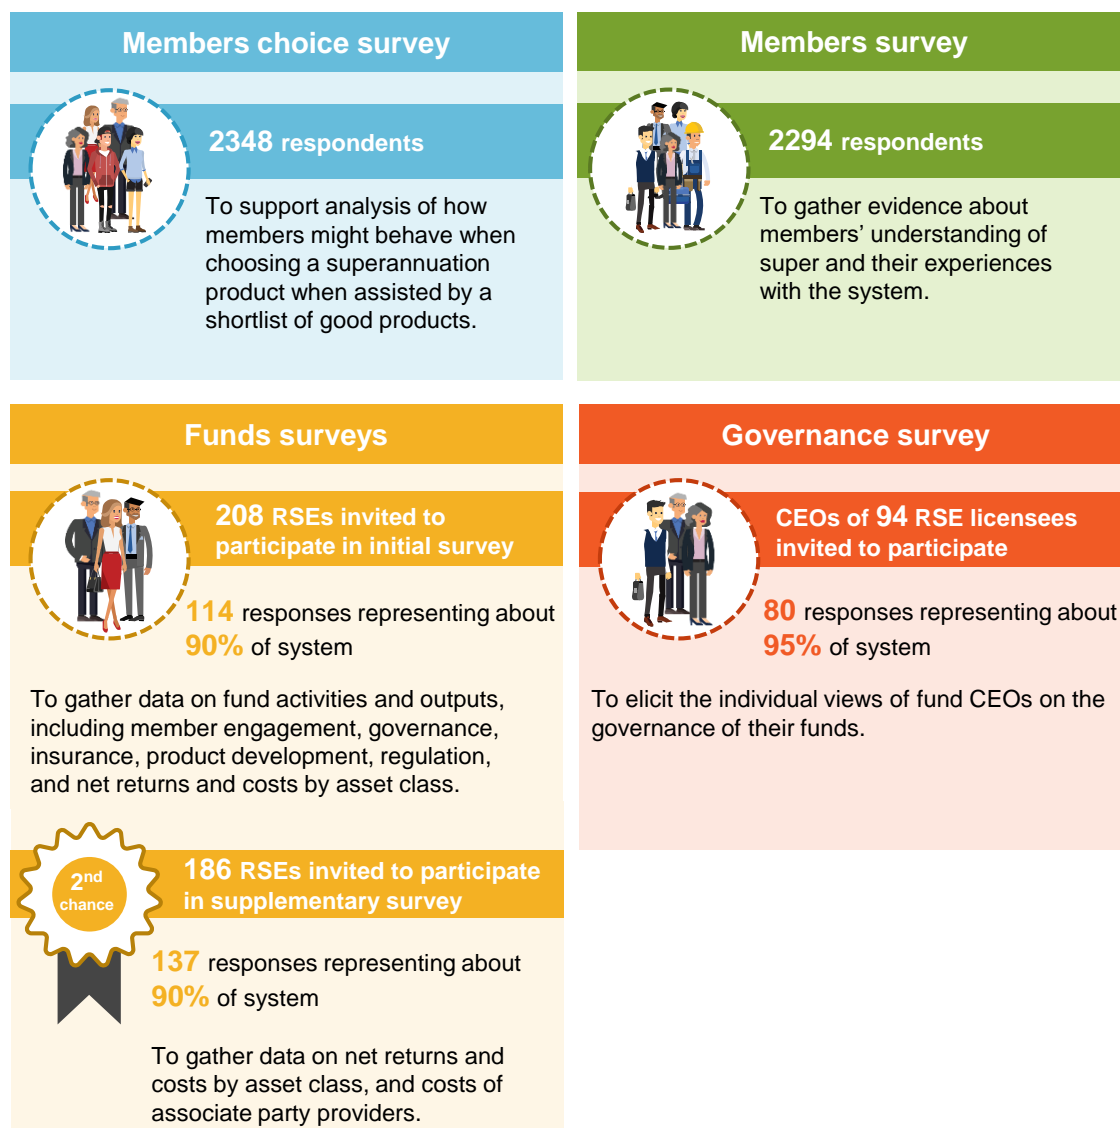 Members choice survey
2348 respondents
To support analysis of how
members might behave when
choosing a superannuation
product when assisted by a
shortlist of good products.
Members survey
2294 respondents
To gather evidence about
members’ understanding of
super and their experiences
with the system.
Funds surveys
208 RSEs invited to
participate in initial survey
114 responses representing about
90% of system
To gather data on fund activities and outputs,
including member engagement, governance,
insurance, product development, regulation,
and net returns and costs by asset class.
2nd
chance
186 RSEs invited to participate
in supplementary survey
137 responses representing about
90% of system
To gather data on net returns and
costs by asset class, and costs of
associate party providers.
Governance survey
CEOs of 94 RSE licensees
invited to participate
80 responses representing about
95% of system
To elicit the individual views of fund CEOs on the
governance of their funds.